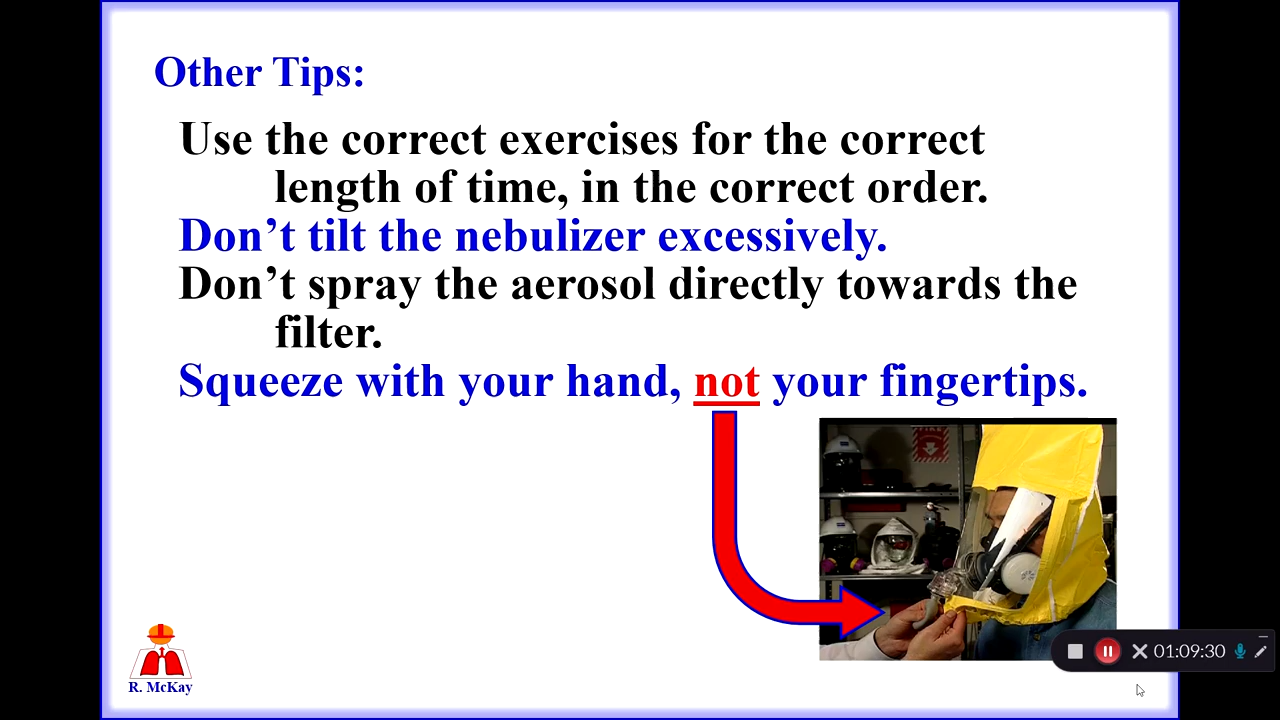 Other Tips:
Use the correct exercises for the correct
length of time, in the correct order.
Don’t tilt the nebulizer excessively.
Don’t spray the aerosol directly towards the
filter.
Squeeze with your hand, not your fingertips.
R. McKay
01:09:30